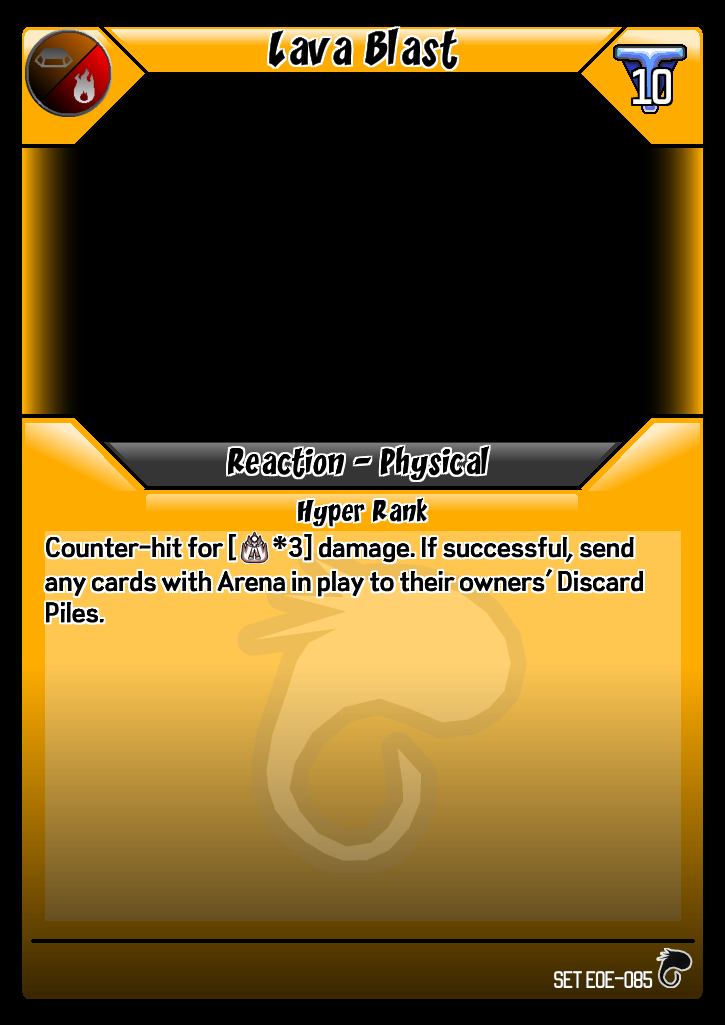 Lava Blast
10
Reaction - Physical
Hyper Rank
Counter-hit for [ *3] damage. If successful, send
any cards with Arena in play to their owners' Discard
Piles.
SET EOE-085